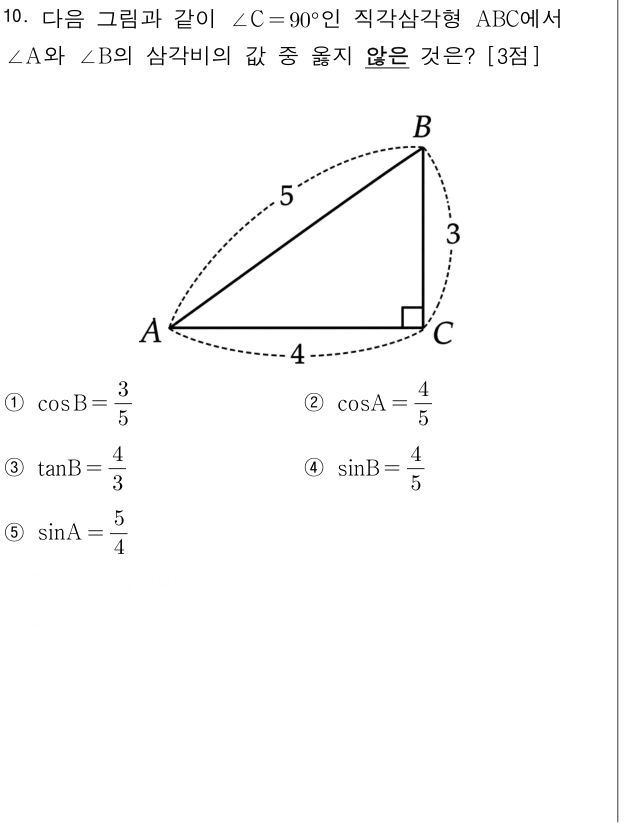 10. 다음 그림과 같이 ∠C=90°인 직각삼각형 ABC에서
∠A와 ∠B의 삼각비의 값 중 옳지 않은 것은? [3점]
B
5
3
A
C
4
① cosB=3/5
② cosA=4/5
③ tanB=4/3
④ sinB=4/5
⑤ sinA=5/4